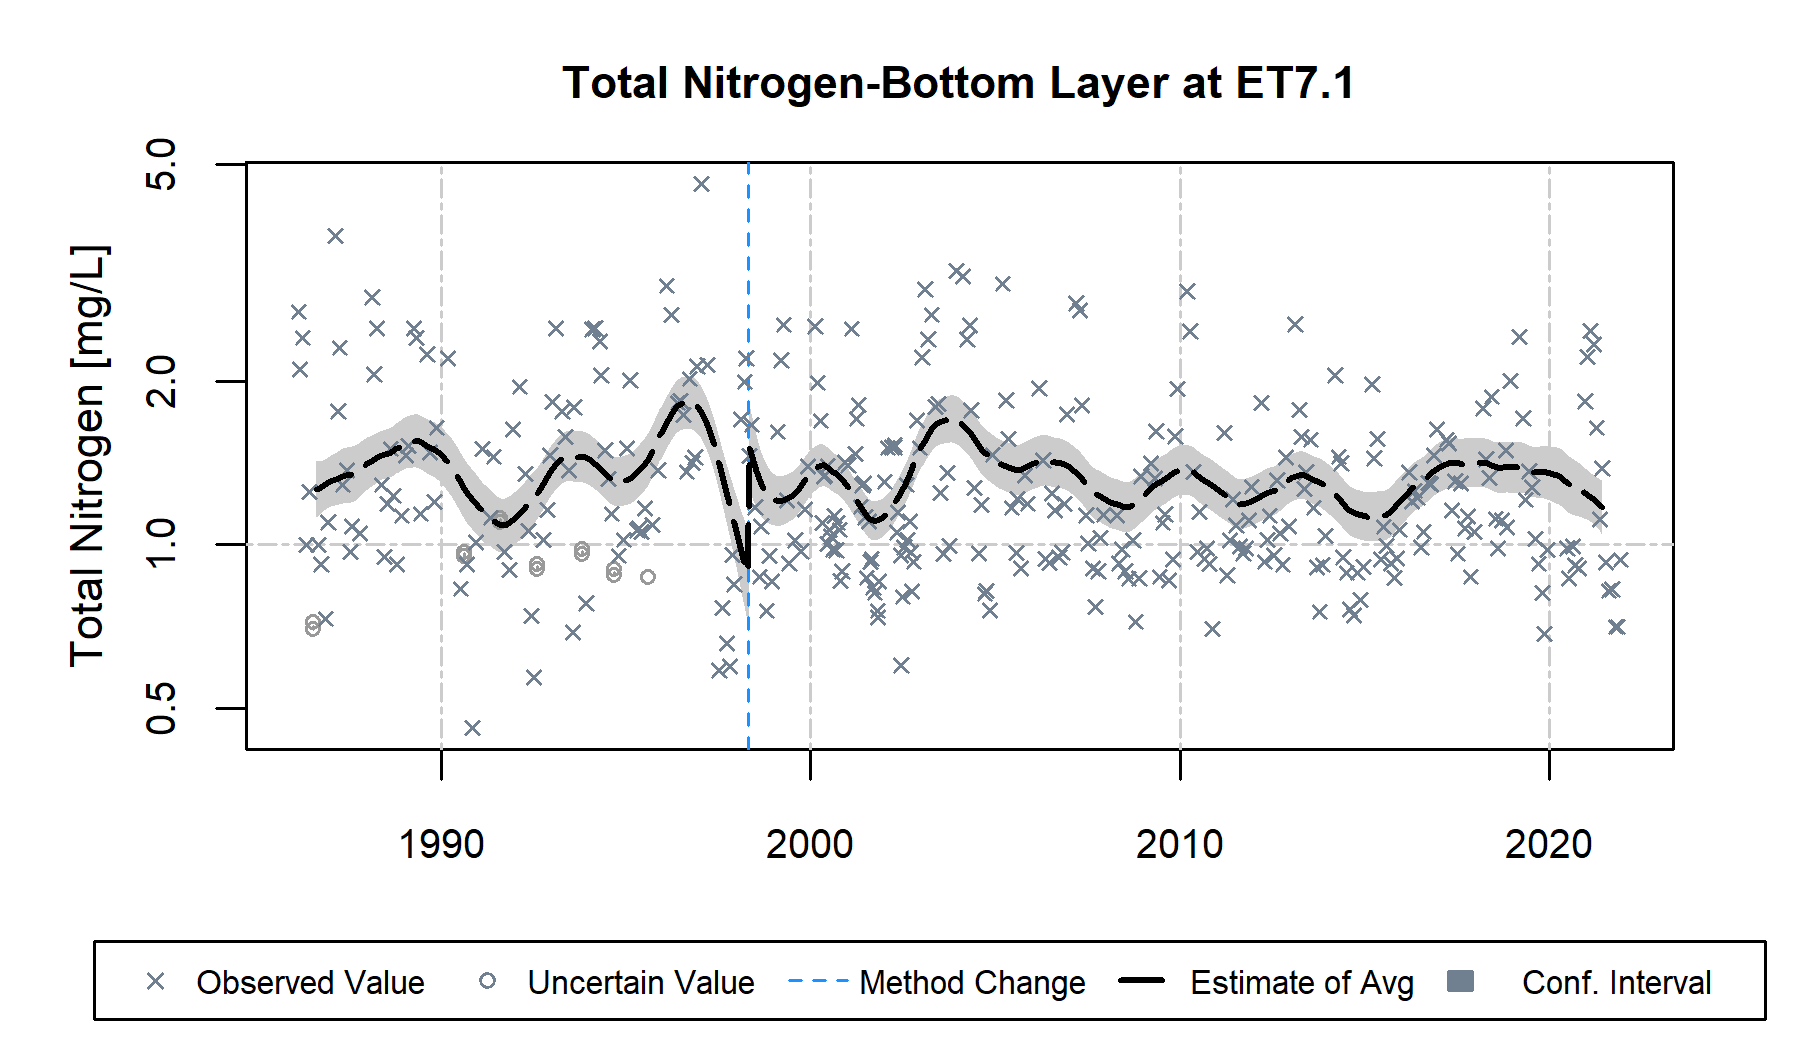 Total Nitrogen-Bottom Layer at ET7.1
Total Nitrogen [mg/L]
5.0
2.0
1.0
0.5
1990 2000 2010 2020
Observed Value Uncertain Value Method Change Estimate of Avg Conf. Interval